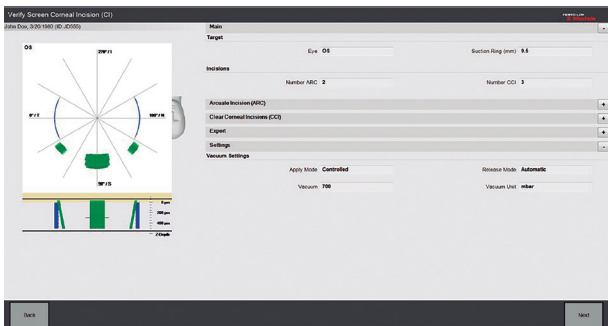 Verify Screen Corneal Incision (CI)
John Doe, 3/20/1980 (ID JD555)
Main
-
Target
Eye OS
Suction Ring (mm) 9.5
Incisions
Number ARC 2
Number CCI 3
Arcuate Incision (ARC)
+
Clear Corneal Incisions (CCI)
+
Expert
+
Settings
-
Vacuum Settings
Apply Mode Controlled
Release Mode Automatic
Vacuum 700
Vacuum Unit mbar
OS
270° / I
0° / T
180° / N
90° / S
0 µm
200 µm
400 µm
Z-Depth
Back
Next